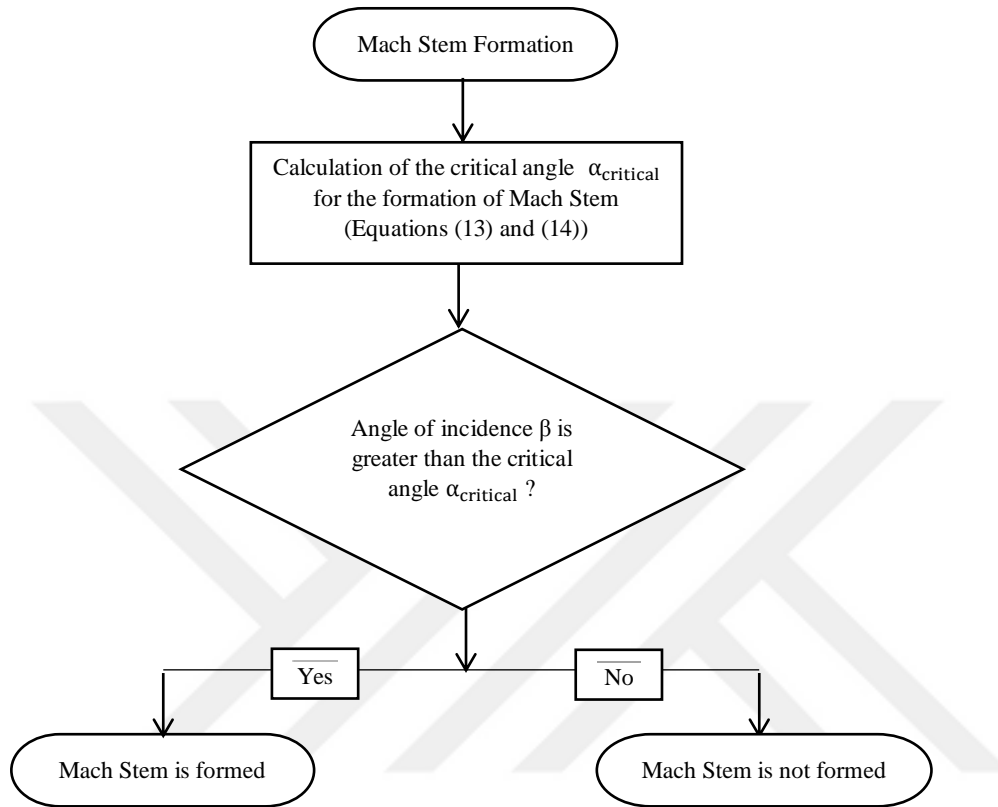 Mach Stem Formation
Calculation of the critical angle α_critical
for the formation of Mach Stem
(Equations (13) and (14))
Angle of incidence β is
greater than the critical
angle α_critical ?
Yes
No
Mach Stem is formed
Mach Stem is not formed